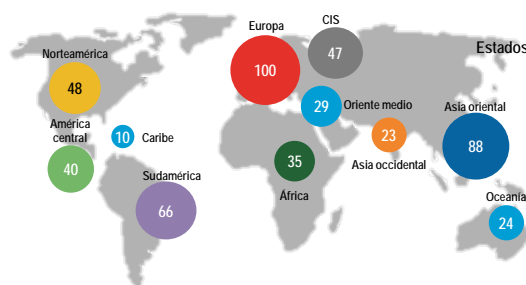 Europa
100
CIS
47
Estados
Norteamérica
48
29
Oriente medio
Asia oriental
88
América
central
40
10
Caribe
23
Asia occidental
35
África
Sudamérica
66
Oceanía
24